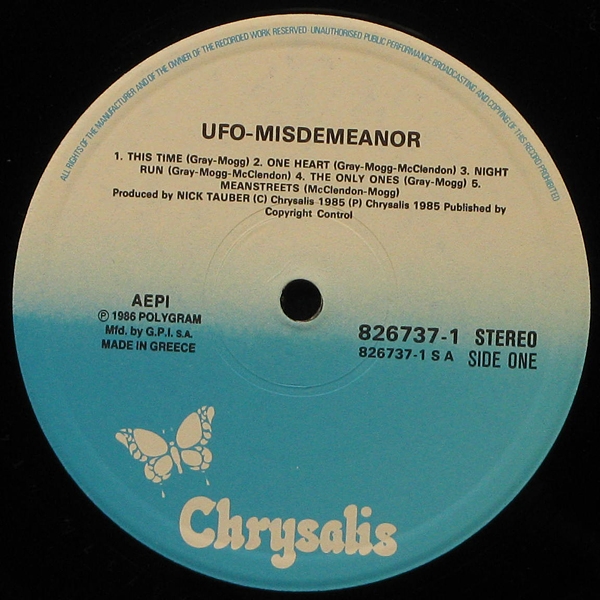 ALL RIGHTS OF THE MANUFACTURER AND OF THE OWNER OF THE RECORDED WORK RESERVED · UNAUTHORISED PUBLIC PERFORMANCE BROADCASTING AND COPYING OF THIS RECORD PROHIBITED
UFO-MISDEMEANOR
1. THIS TIME (Gray-Mogg) 2. ONE HEART (Gray-Mogg-McClendon) 3. NIGHT
RUN (Gray-Mogg-McClendon) 4. THE ONLY ONES (Gray-Mogg) 5.
MEANSTREETS (McClendon-Mogg)
Produced by NICK TAUBER (C) Chrysalis 1985 (P) Chrysalis 1985 Published by
Copyright Control
AEPI
℗ 1986 POLYGRAM
Mfd. by G.P.I. S.A.
MADE IN GREECE
826737-1 STEREO
826737-1 S A SIDE ONE
Chrysalis